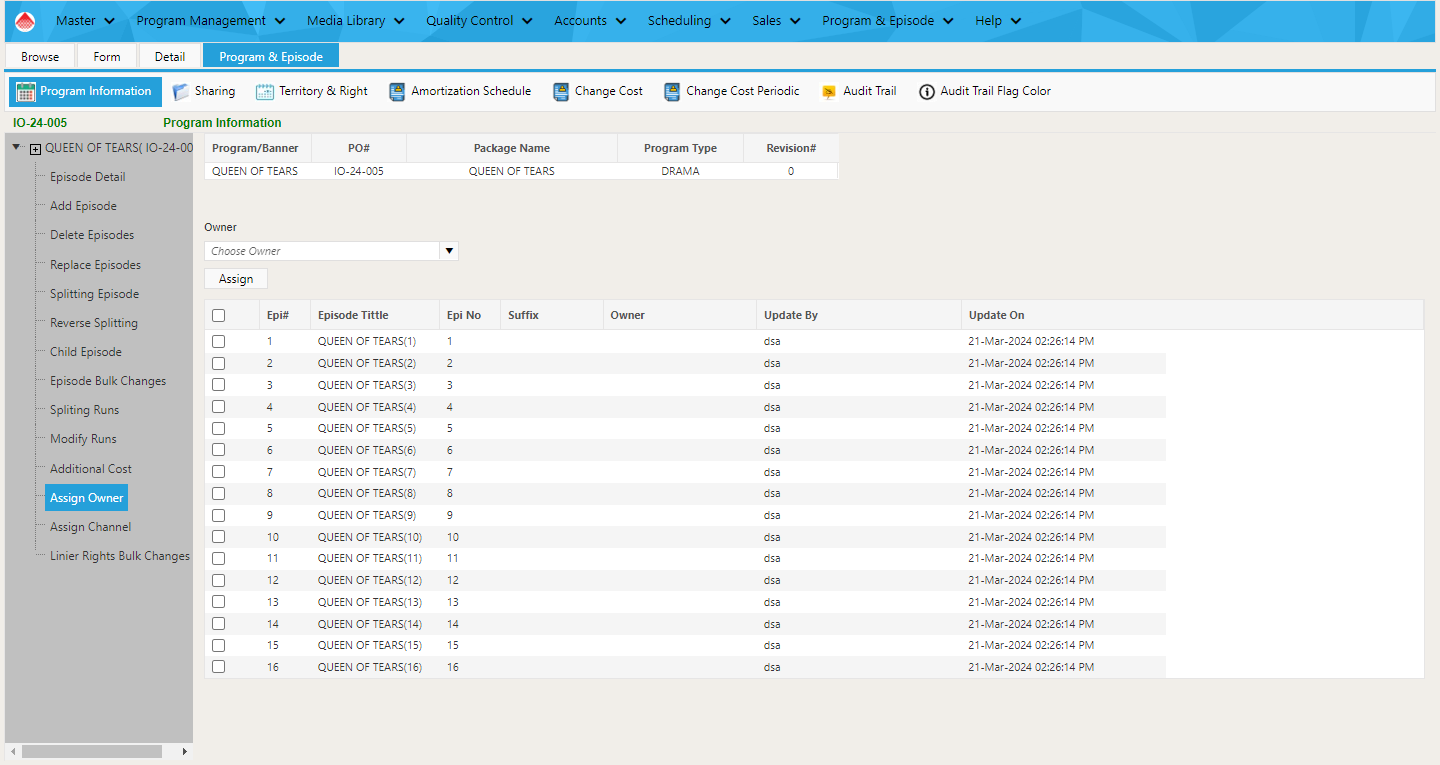 Master Program Management Media Library Quality Control Accounts Scheduling Sales Program & Episode Help
Browse Form Detail Program & Episode
Program Information Sharing Territory & Right Amortization Schedule Change Cost Change Cost Periodic Audit Trail Audit Trail Flag Color
IO-24-005 Program Information
QUEEN OF TEARS( IO-24-00
Episode Detail
Add Episode
Delete Episodes
Replace Episodes
Splitting Episode
Reverse Splitting
Child Episode
Episode Bulk Changes
Spliting Runs
Modify Runs
Additional Cost
Assign Owner
Assign Channel
Linier Rights Bulk Changes
Program/Banner PO# Package Name Program Type Revision#
QUEEN OF TEARS IO-24-005 QUEEN OF TEARS DRAMA 0
Owner
Choose Owner
Assign
Epi# Episode Tittle Epi No Suffix Owner Update By Update On
1 QUEEN OF TEARS(1) 1 dsa 21-Mar-2024 02:26:14 PM
2 QUEEN OF TEARS(2) 2 dsa 21-Mar-2024 02:26:14 PM
3 QUEEN OF TEARS(3) 3 dsa 21-Mar-2024 02:26:14 PM
4 QUEEN OF TEARS(4) 4 dsa 21-Mar-2024 02:26:14 PM
5 QUEEN OF TEARS(5) 5 dsa 21-Mar-2024 02:26:14 PM
6 QUEEN OF TEARS(6) 6 dsa 21-Mar-2024 02:26:14 PM
7 QUEEN OF TEARS(7) 7 dsa 21-Mar-2024 02:26:14 PM
8 QUEEN OF TEARS(8) 8 dsa 21-Mar-2024 02:26:14 PM
9 QUEEN OF TEARS(9) 9 dsa 21-Mar-2024 02:26:14 PM
10 QUEEN OF TEARS(10) 10 dsa 21-Mar-2024 02:26:14 PM
11 QUEEN OF TEARS(11) 11 dsa 21-Mar-2024 02:26:14 PM
12 QUEEN OF TEARS(12) 12 dsa 21-Mar-2024 02:26:14 PM
13 QUEEN OF TEARS(13) 13 dsa 21-Mar-2024 02:26:14 PM
14 QUEEN OF TEARS(14) 14 dsa 21-Mar-2024 02:26:14 PM
15 QUEEN OF TEARS(15) 15 dsa 21-Mar-2024 02:26:14 PM
16 QUEEN OF TEARS(16) 16 dsa 21-Mar-2024 02:26:14 PM